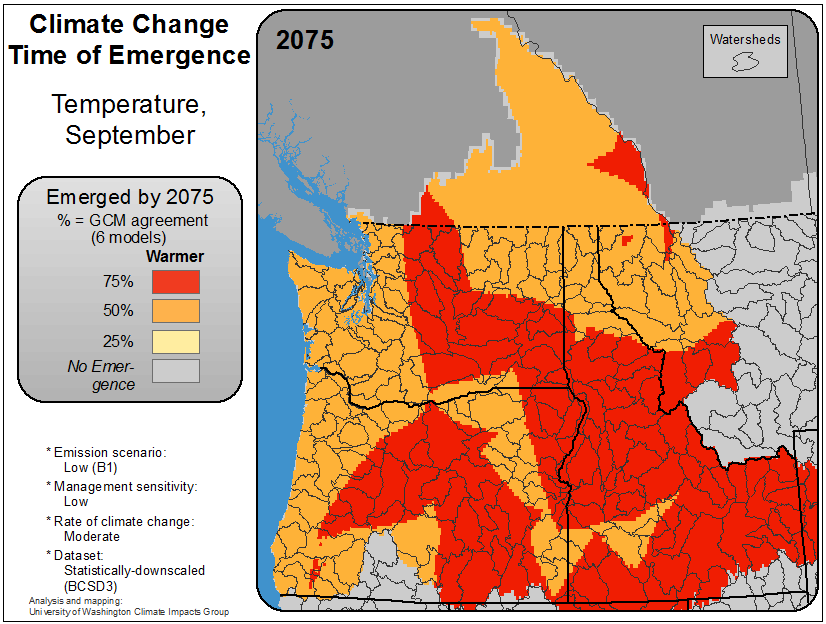 Climate Change
Time of Emergence
Temperature,
September
Emerged by 2075
% = GCM agreement
(6 models)
Warmer
75%
50%
25%
No Emer-
gence
* Emission scenario:
Low (B1)
* Management sensitivity:
Low
* Rate of climate change:
Moderate
* Dataset:
Statistically-downscaled
(BCSD3)
Analysis and mapping:
University of Washington Climate Impacts Group
2075
Watersheds